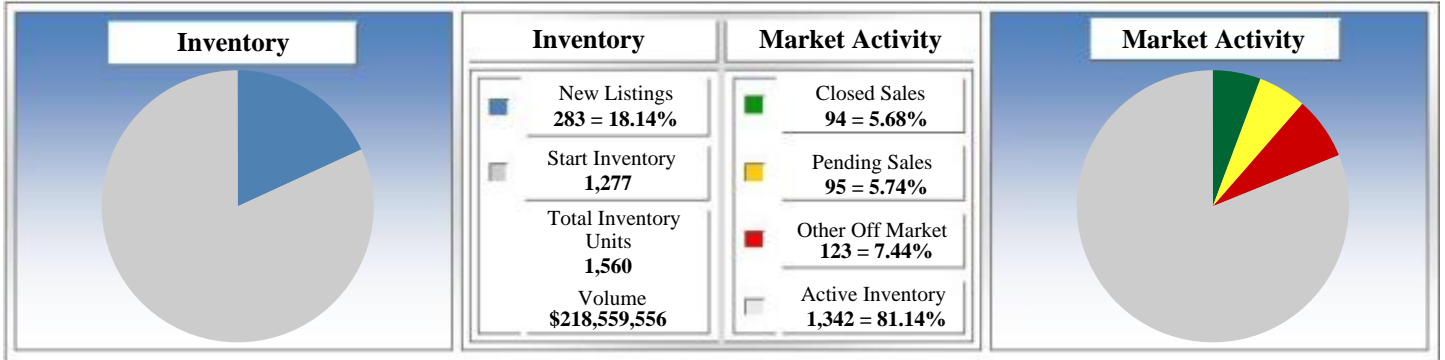 Inventory
Inventory
Market Activity
New Listings
283 = 18.14%
Start Inventory
1,277
Total Inventory
Units
1,560
Volume
$218,559,556
Closed Sales
94 = 5.68%
Pending Sales
95 = 5.74%
Other Off Market
123 = 7.44%
Active Inventory
1,342 = 81.14%
Market Activity